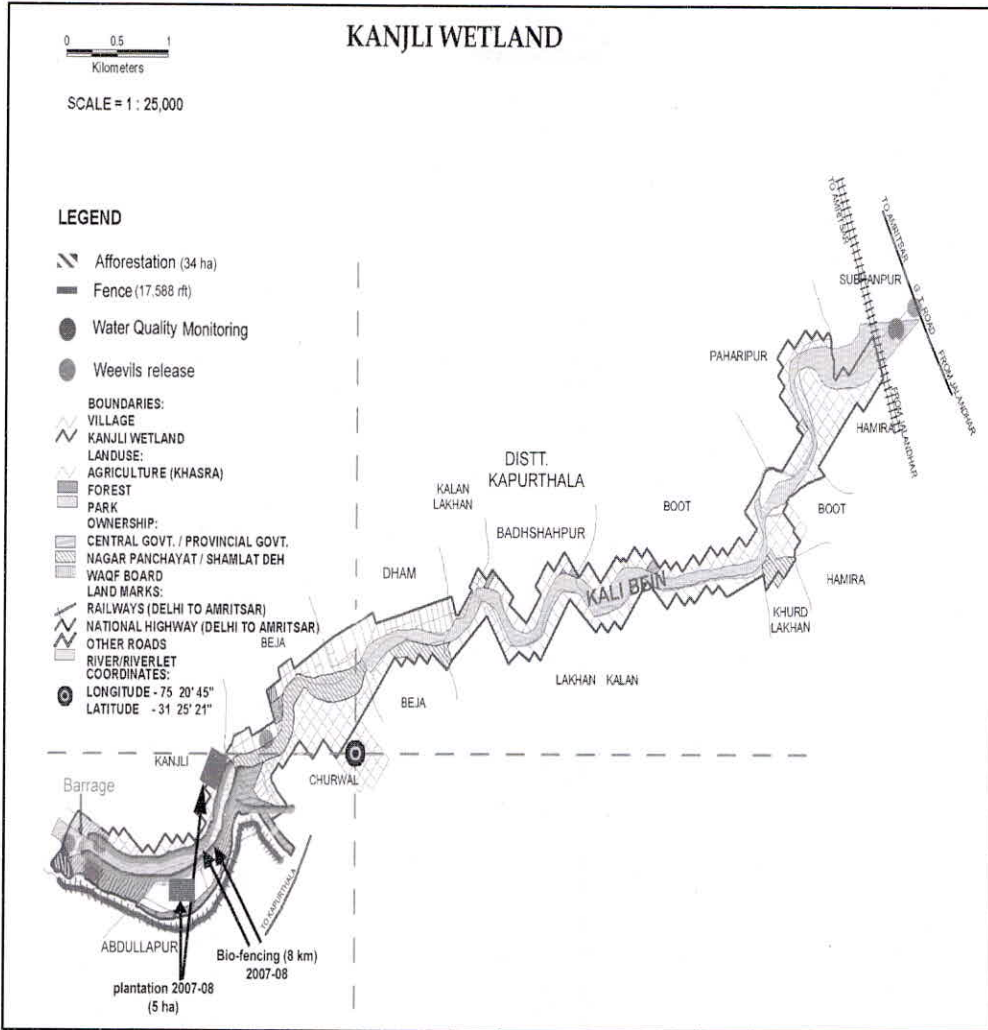 KANJLI WETLAND
0 0.5 1
Kilometers
SCALE = 1 : 25,000
LEGEND
Afforestation (34 ha)
Fence (17,588 rft)
Water Quality Monitoring
Weevils release
BOUNDARIES:
VILLAGE
KANJLI WETLAND
LANDUSE:
AGRICULTURE (KHASRA)
FOREST
PARK
OWNERSHIP:
CENTRAL GOVT. / PROVINCIAL GOVT.
NAGAR PANCHAYAT / SHAMLAT DEH
WAQF BOARD
LAND MARKS:
RAILWAYS (DELHI TO AMRITSAR)
NATIONAL HIGHWAY (DELHI TO AMRITSAR)
OTHER ROADS
RIVER/RIVERLET
COORDINATES:
LONGITUDE - 75 20' 45"
LATITUDE - 31 25' 21"
TO AMRITSAR
TO AMRITSAR
SUBHANPUR
G. T. ROAD
FROM JALANDHAR
FROM JALANDHAR
PAHARIPUR
HAMIRA
DISTT.
KAPURTHALA
KALAN
LAKHAN
BADHSHAHPUR
BOOT
BOOT
DHAM
KALI BEIN
HAMIRA
KHURD
LAKHAN
BEJA
LAKHAN KALAN
BEJA
KANJLI
CHURWAL
Barrage
TO KAPURTHALA
ABDULLAPUR
Bio-fencing (8 km)
2007-08
plantation 2007-08
(5 ha)